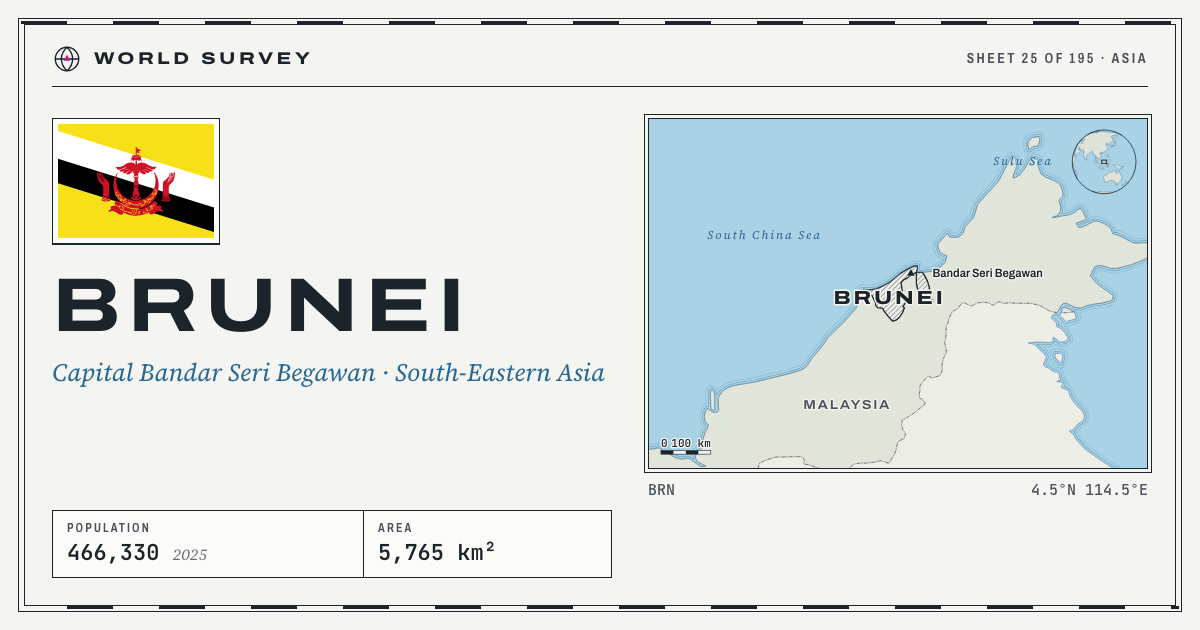 WORLD SURVEY
SHEET 25 OF 195 · ASIA
BRUNEI
Capital Bandar Seri Begawan · South-Eastern Asia
POPULATION
466,330 2025
AREA
5,765 km²
Sulu Sea
South China Sea
Bandar Seri Begawan
BRUNEI
MALAYSIA
0 100 km
BRN
4.5°N 114.5°E